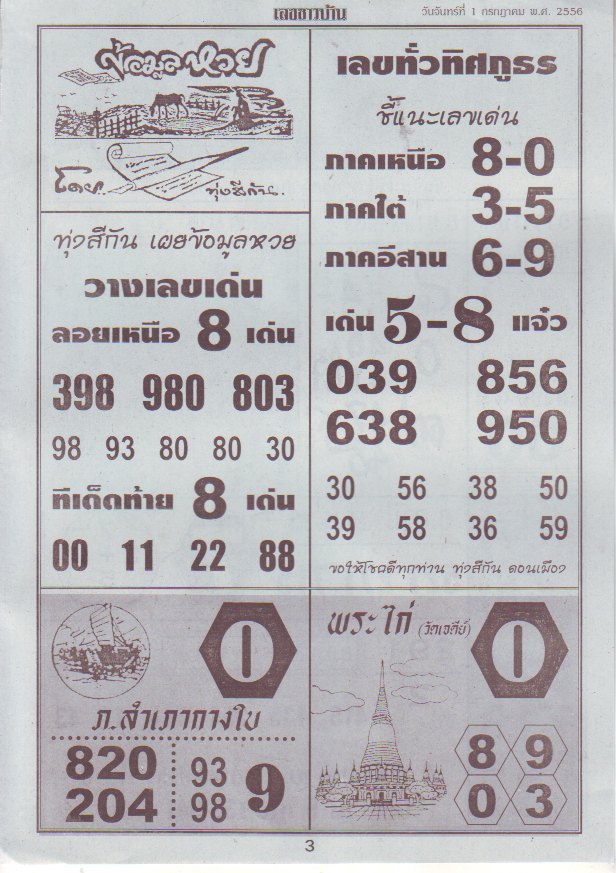 เลขชาวบ้าน
วันจันทร์ที่ 1 กรกฎาคม พ.ศ. 2556
ข้อมูลหวย
โดย.
ทุ่งสีกัน.
ทุ่งสีกัน เผยข้อมูลหวย
วางเลขเด่น
ลอยเหนือ 8 เด่น
398 980 803
98 93 80 80 30
ทีเด็ดท้าย 8 เด่น
00 11 22 88
เลขทั่วทิศภูธร
ชี้แนะเลขเด่น
ภาคเหนือ 8-0
ภาคใต้ 3-5
ภาคอีสาน 6-9
เด่น 5-8 แจ๋ว
039 856
638 950
30 56 38 50
39 58 36 59
ขอให้โชคดีทุกท่าน ทุ่งสีกัน ดอนเมือง
1
ภ.สำเภากางใบ
820
204
93
98
9
พระไก่ (วัดเจดีย์)
1
8 9
0 3
3